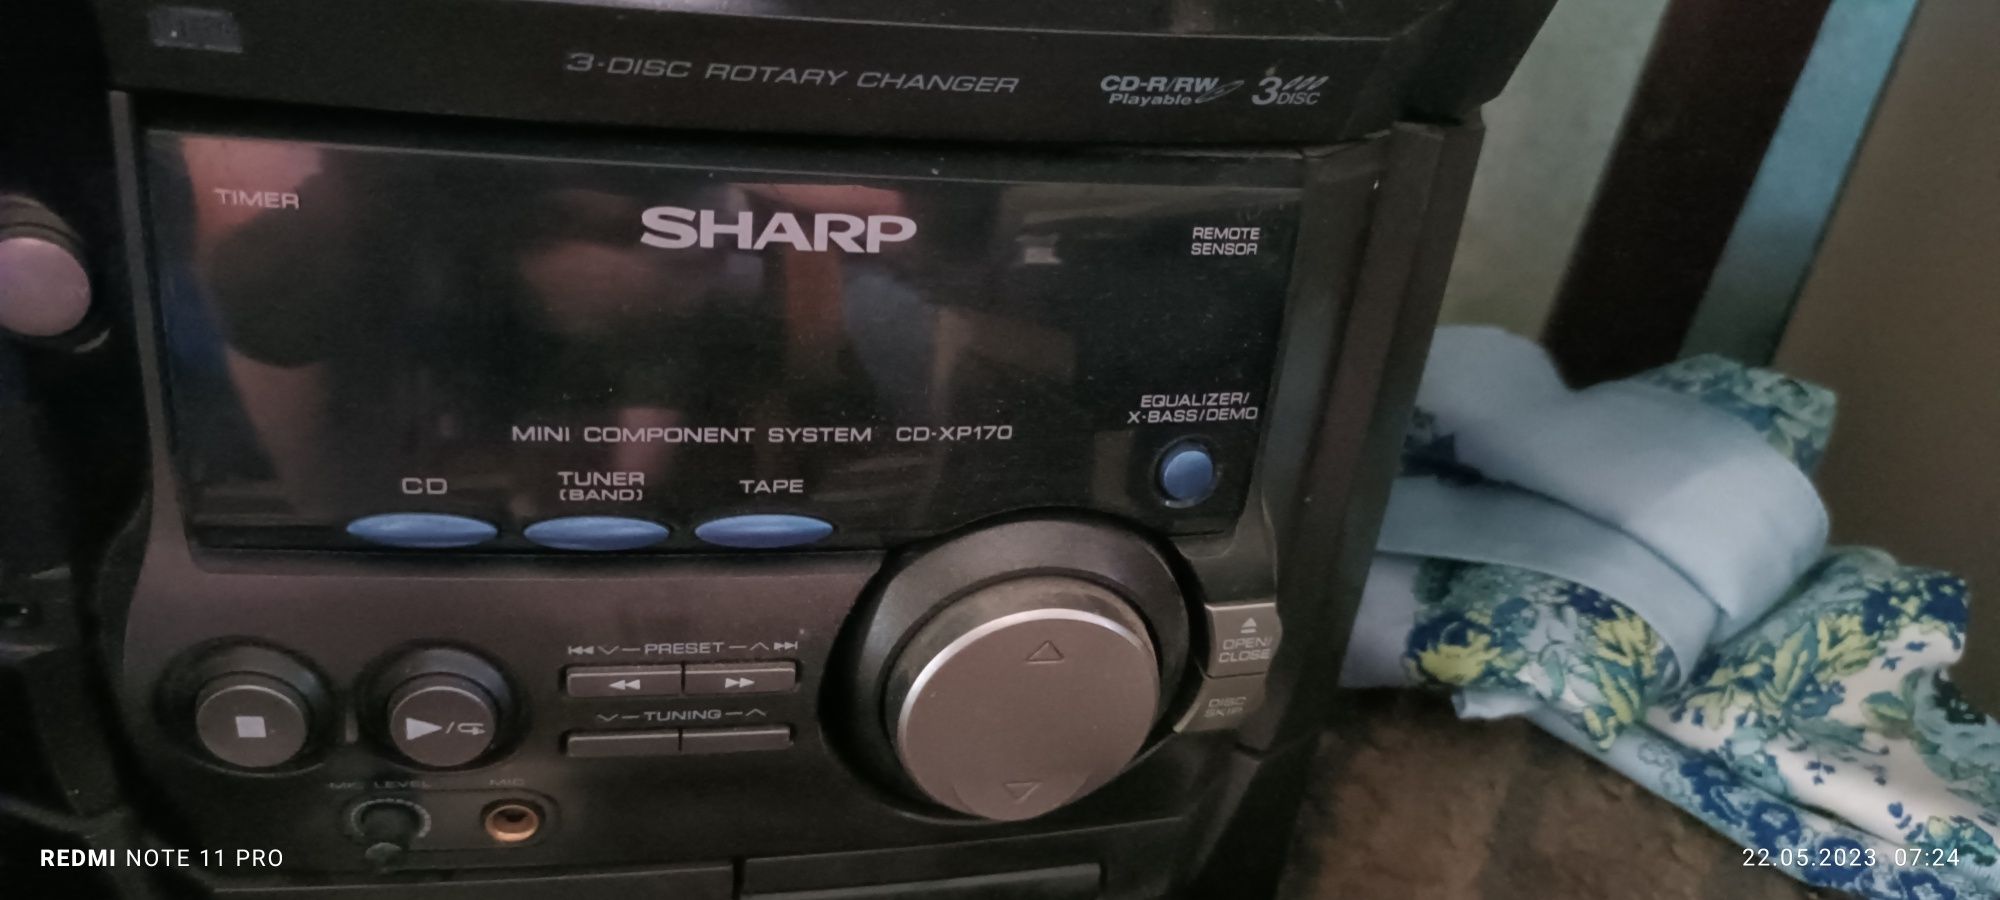 3-DISC ROTARY CHANGER
CD-R/RW
Playable
3 DISC
TIMER
SHARP
REMOTE
SENSOR
EQUALIZER/
X-BASS/DEMO
MINI COMPONENT SYSTEM CD-XP170
CD
TUNER
(BAND)
TAPE
PRESET
TUNING
OPEN/
CLOSE
DISC
SKIP
MIC LEVEL
MIC
REDMI NOTE 11 PRO
22.05.2023 07:24